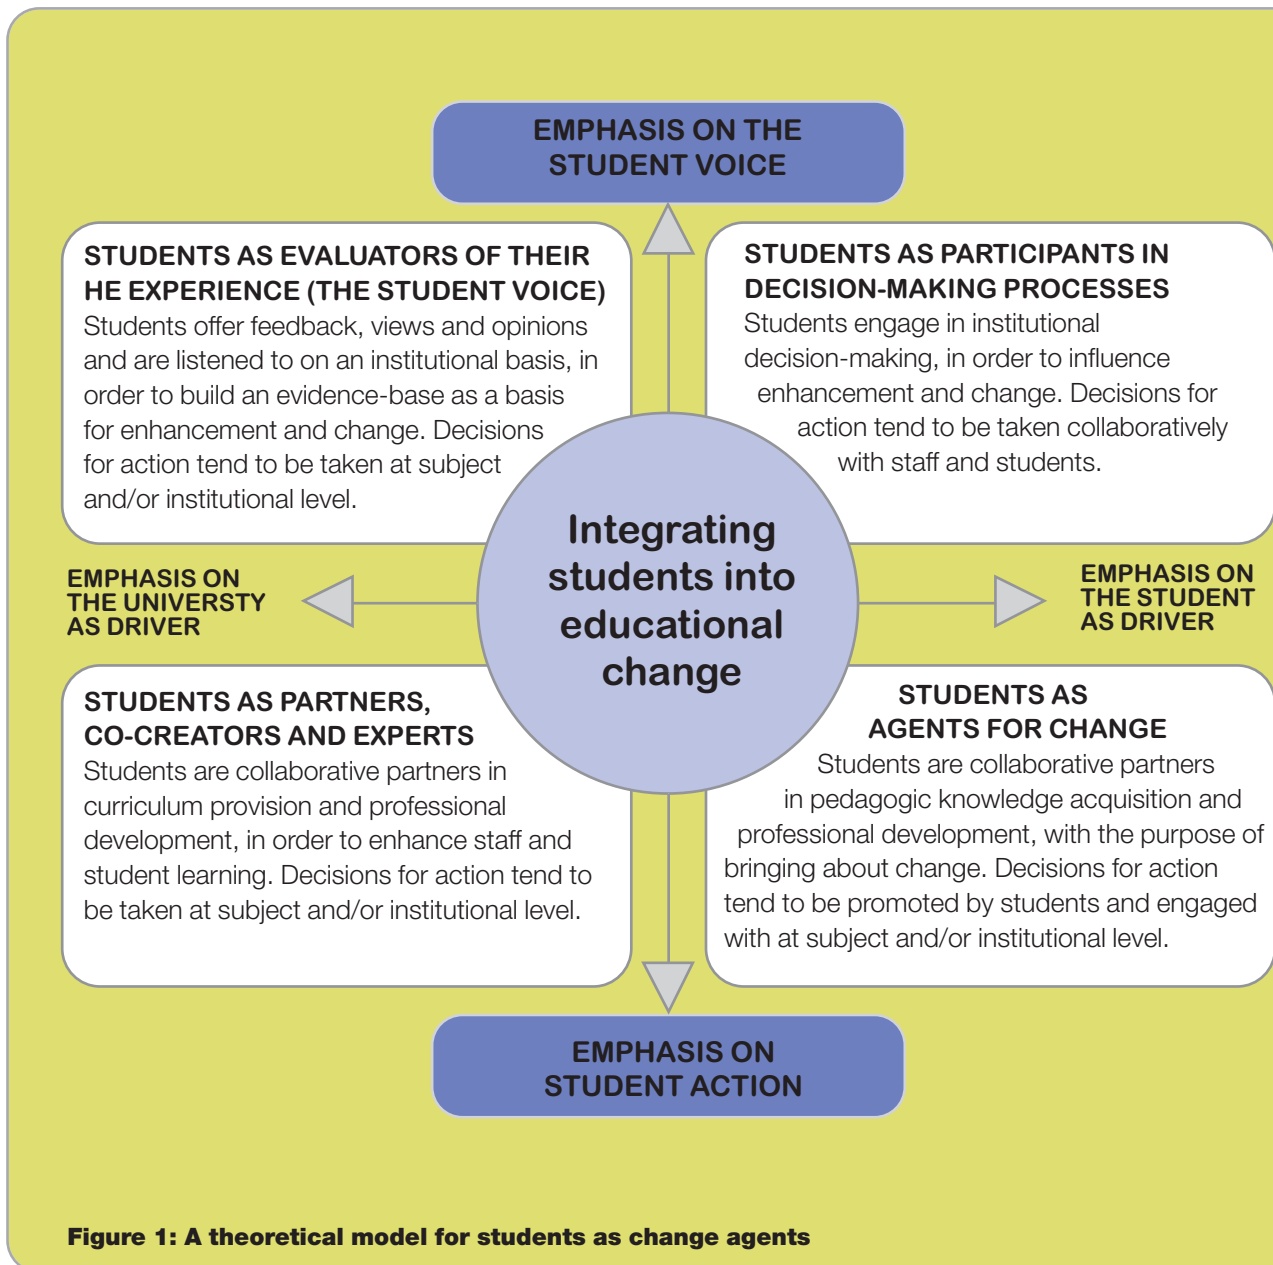 EMPHASIS ON THE
STUDENT VOICE
STUDENTS AS EVALUATORS OF THEIR
HE EXPERIENCE (THE STUDENT VOICE)
Students offer feedback, views and opinions
and are listened to on an institutional basis, in
order to build an evidence-base as a basis
for enhancement and change. Decisions
for action tend to be taken at subject
and/or institutional level.
STUDENTS AS PARTICIPANTS IN
DECISION-MAKING PROCESSES
Students engage in institutional
decision-making, in order to influence
enhancement and change. Decisions for
action tend to be taken collaboratively
with staff and students.
Integrating
students into
educational
change
EMPHASIS ON
THE UNIVERSTY
AS DRIVER
EMPHASIS ON
THE STUDENT
AS DRIVER
STUDENTS AS PARTNERS,
CO-CREATORS AND EXPERTS
Students are collaborative partners in
curriculum provision and professional
development, in order to enhance staff and
student learning. Decisions for action tend to
be taken at subject and/or institutional level.
STUDENTS AS
AGENTS FOR CHANGE
Students are collaborative partners
in pedagogic knowledge acquisition and
professional development, with the purpose of
bringing about change. Decisions for action
tend to be promoted by students and engaged
with at subject and/or institutional level.
EMPHASIS ON
STUDENT ACTION
Figure 1: A theoretical model for students as change agents